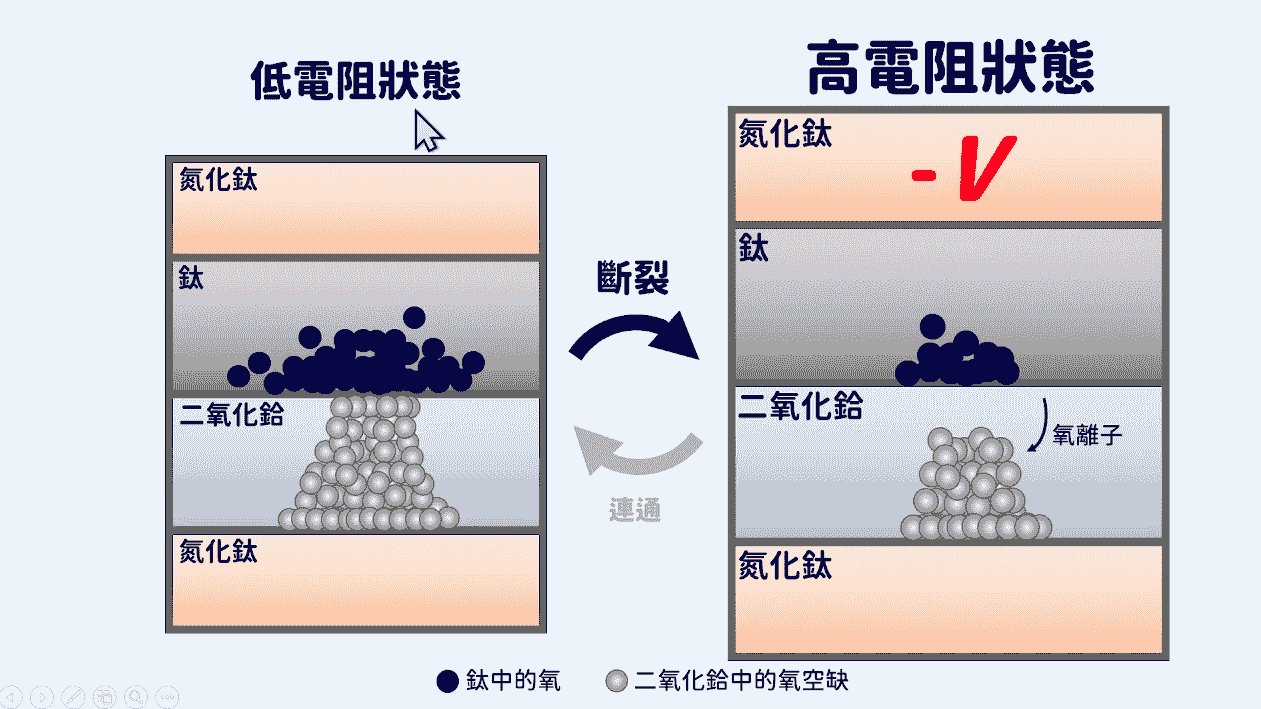 低電阻狀態
高電阻狀態
氮化鈦
鈦
二氧化鉿
氮化鈦
斷裂
連通
氮化鈦
-V
鈦
二氧化鉿
氧離子
氮化鈦
鈦中的氧
二氧化鉿中的氧空缺